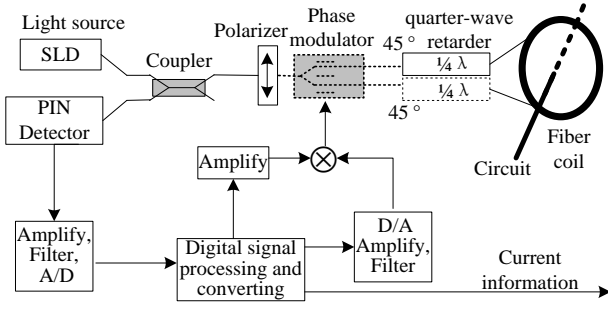 Light source
SLD
PIN
Detector
Coupler
Polarizer
Phase
modulator
45°
45°
quarter-wave
retarder
¼ λ
¼ λ
Circuit
Fiber
coil
Amplify
Amplify,
Filter,
A/D
Digital signal
processing and
converting
D/A
Amplify,
Filter
Current
information